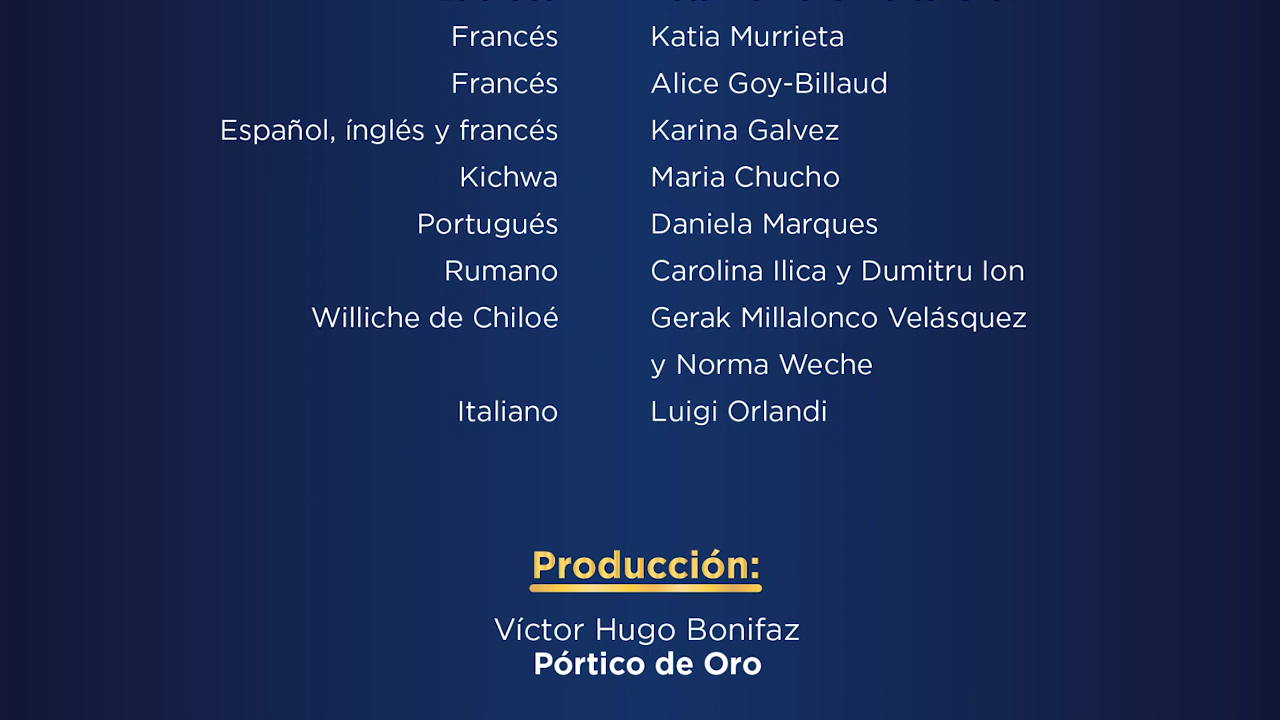 Francés Katia Murrieta
Francés Alice Goy-Billaud
Español, ínglés y francés Karina Galvez
Kichwa Maria Chucho
Portugués Daniela Marques
Rumano Carolina Ilica y Dumitru Ion
Williche de Chiloé Gerak Millalonco Velásquez
y Norma Weche
Italiano Luigi Orlandi
Producción:
Víctor Hugo Bonifaz
Pórtico de Oro